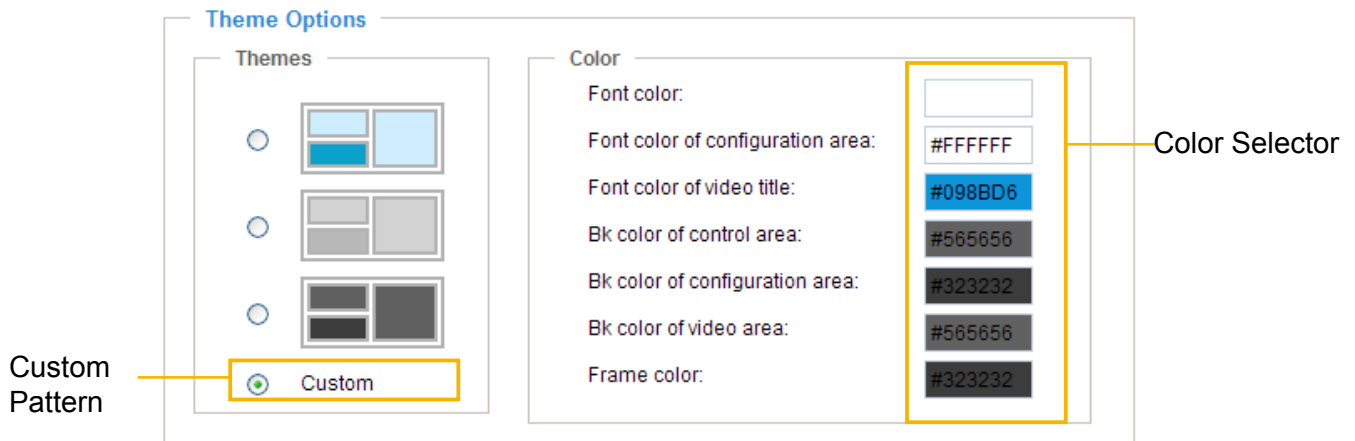 Theme Options
Themes
Color
Font color:
Font color of configuration area: #FFFFFF
Color Selector
Font color of video title: #098BD6
Bk color of control area: #565656
Bk color of configuration area: #323232
Bk color of video area: #565656
Frame color: #323232
Custom
Pattern
Custom